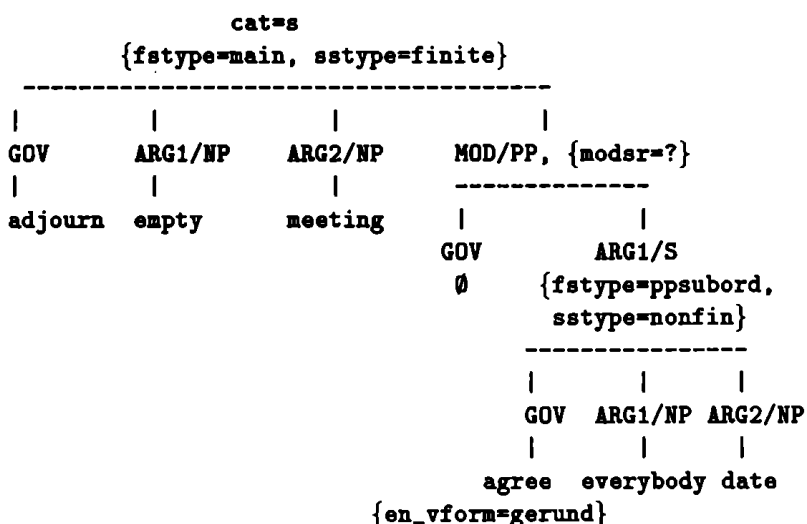 cat=s
{fstype=main, sstype=finite}
GOV ARG1/NP ARG2/NP MOD/PP, {modsr=?}
adjourn empty meeting
GOV ARG1/S
Ø {fstype=ppsubord,
sstype=nonfin}
GOV ARG1/NP ARG2/NP
agree everybody date
{en_vform=gerund}